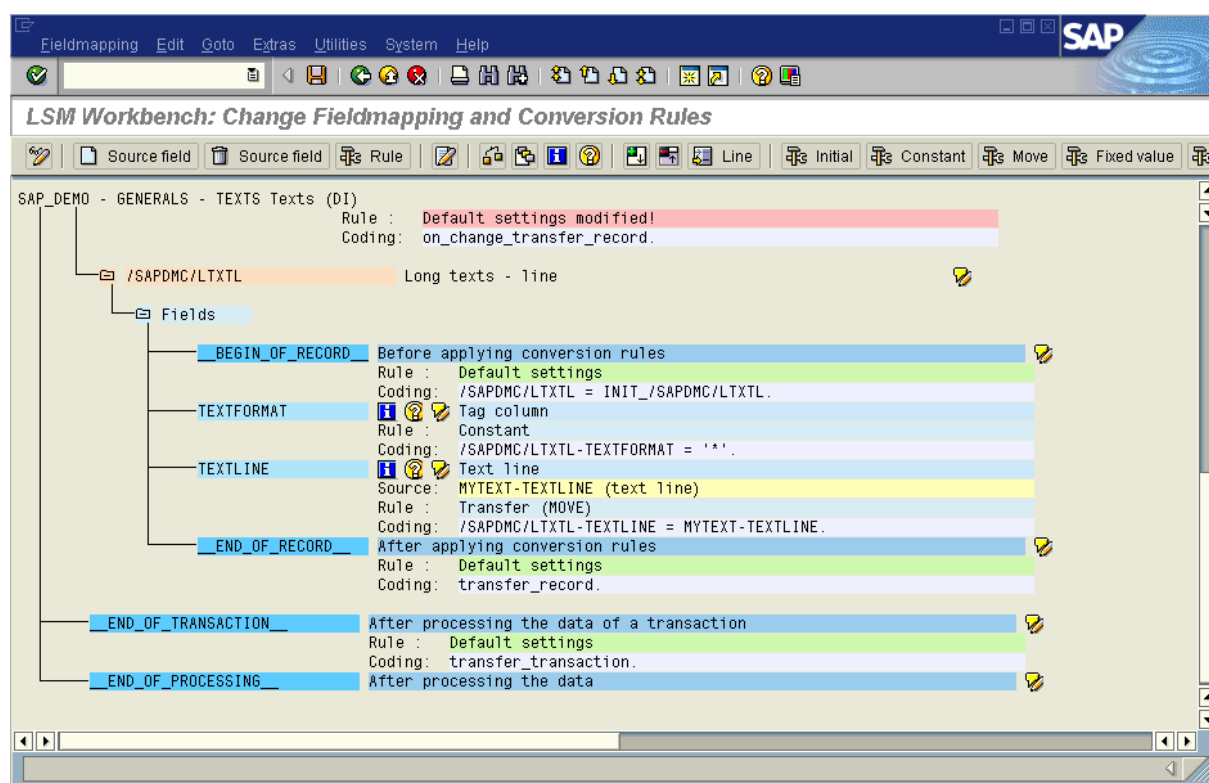 Fieldmapping Edit Goto Extras Utilities System Help
SAP
LSM Workbench: Change Fieldmapping and Conversion Rules
Source field Source field Rule Line Initial Constant Move Fixed value
SAP_DEMO - GENERALS - TEXTS Texts (DI)
Rule : Default settings modified!
Coding: on_change_transfer_record.
/SAPDMC/LTXTL Long texts - line
Fields
__BEGIN_OF_RECORD__ Before applying conversion rules
Rule : Default settings
Coding: /SAPDMC/LTXTL = INIT_/SAPDMC/LTXTL.
TEXTFORMAT Tag column
Rule : Constant
Coding: /SAPDMC/LTXTL-TEXTFORMAT = '*'.
TEXTLINE Text line
Source: MYTEXT-TEXTLINE (text line)
Rule : Transfer (MOVE)
Coding: /SAPDMC/LTXTL-TEXTLINE = MYTEXT-TEXTLINE.
__END_OF_RECORD__ After applying conversion rules
Rule : Default settings
Coding: transfer_record.
__END_OF_TRANSACTION__ After processing the data of a transaction
Rule : Default settings
Coding: transfer_transaction.
__END_OF_PROCESSING__ After processing the data